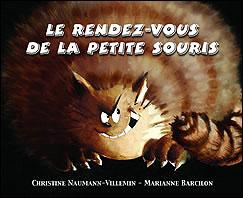 LE RENDEZ-VOUS
DE LA PETITE SOURIS
CHRISTINE NAUMANN-VILLEMIN - MARIANNE BARCILON